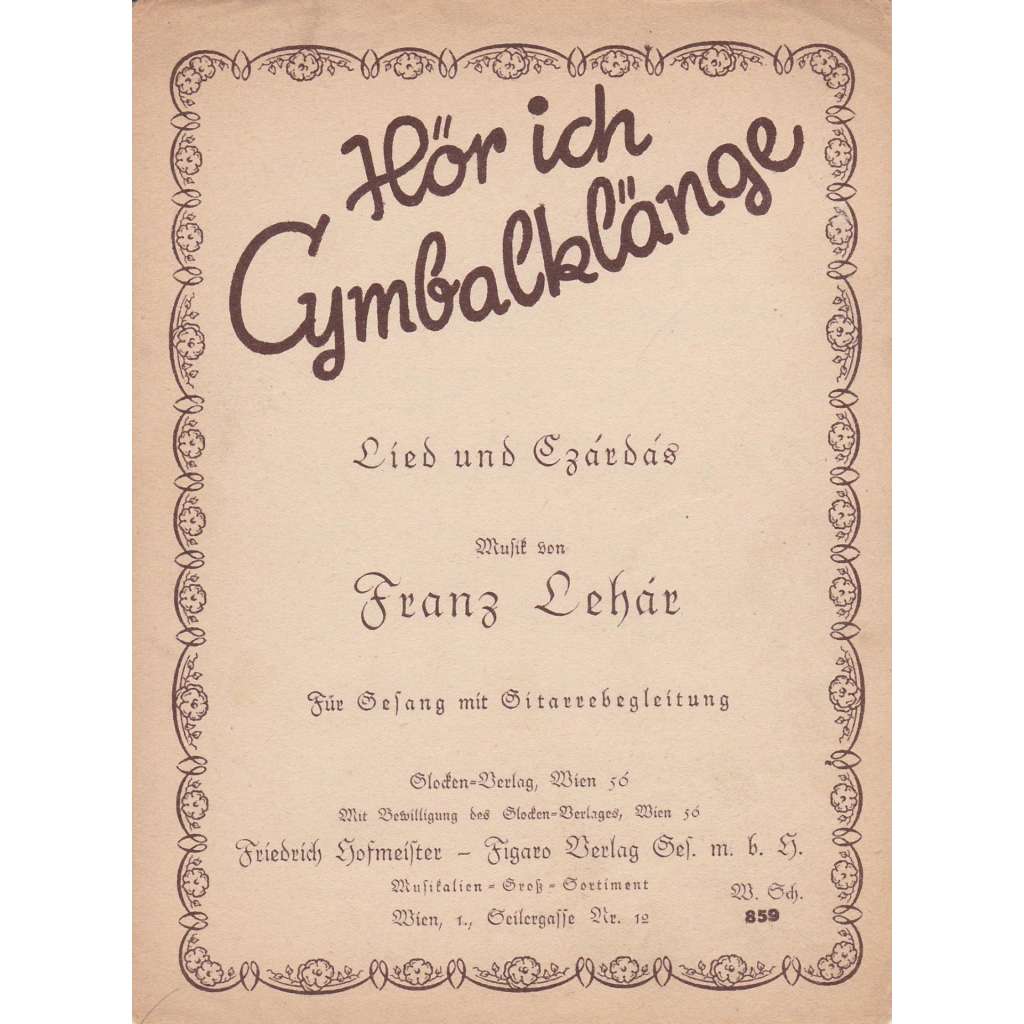 Hör ich
Cymbalklänge
Lied und Czárdás
Musik von
Franz Lehár
Für Gesang mit Gitarrebegleitung
Glocken=Verlag, Wien 56
Mit Bewilligung des Glocken=Verlages, Wien 56
Friedrich Hofmeister – Figaro Verlag Ges. m. b. H.
Musikalien=Groß=Sortiment
Wien, 1., Seilergasse Nr. 12
W. Sch.
859